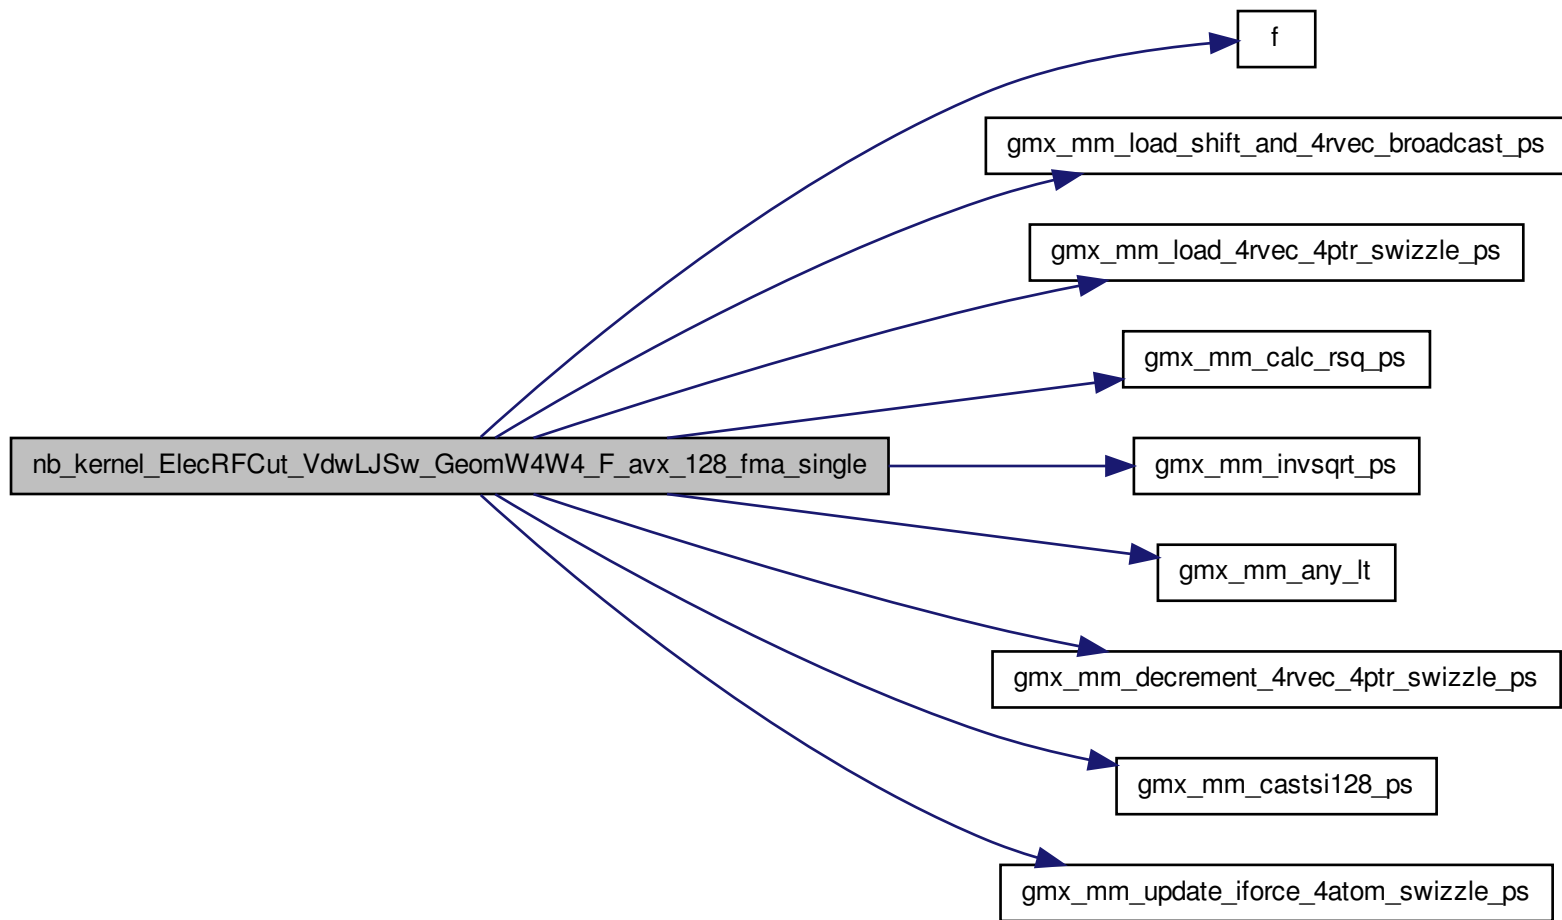 f
gmx_mm_load_shift_and_4rvec_broadcast_ps
gmx_mm_load_4rvec_4ptr_swizzle_ps
gmx_mm_calc_rsq_ps
nb_kernel_ElecRFCut_VdwLJSw_GeomW4W4_F_avx_128_fma_single
gmx_mm_invsqrt_ps
gmx_mm_any_lt
gmx_mm_decrement_4rvec_4ptr_swizzle_ps
gmx_mm_castsi128_ps
gmx_mm_update_iforce_4atom_swizzle_ps